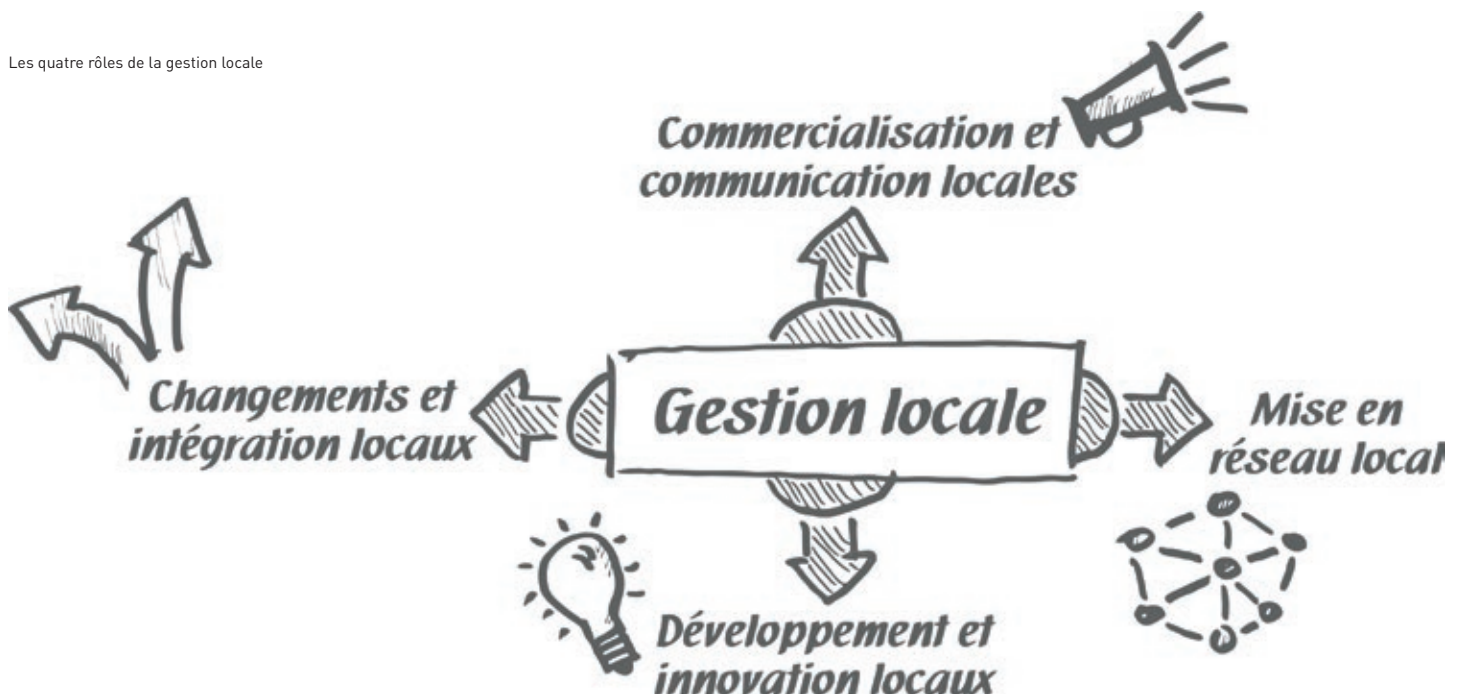 Les quatre rôles de la gestion locale
Commercialisation et
communication locales
Changements et
intégration locaux
Gestion locale
Mise en
réseau local
Développement et
innovation locaux